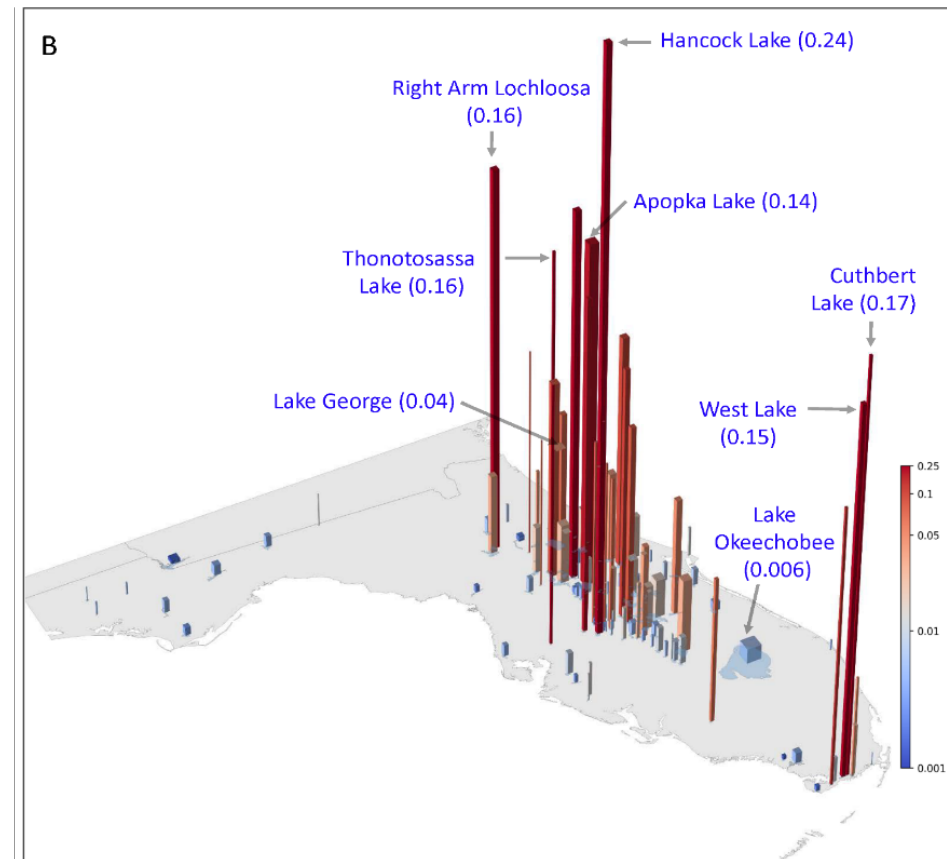 B
Hancock Lake (0.24)
Right Arm Lochloosa
(0.16)
Apopka Lake (0.14)
Thonotosassa
Lake (0.16)
Cuthbert
Lake (0.17)
Lake George (0.04)
West Lake
(0.15)
Lake
Okeechobee
(0.006)
0.25
0.1
0.05
0.01
0.001